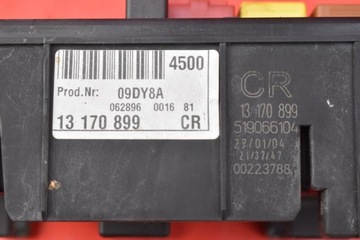 4500
Prod.Nr: 09DY8A
062896 0016 81
13 170 899 CR
CR
13 170 899
519066104
27/01/04
21/37/47
00223788